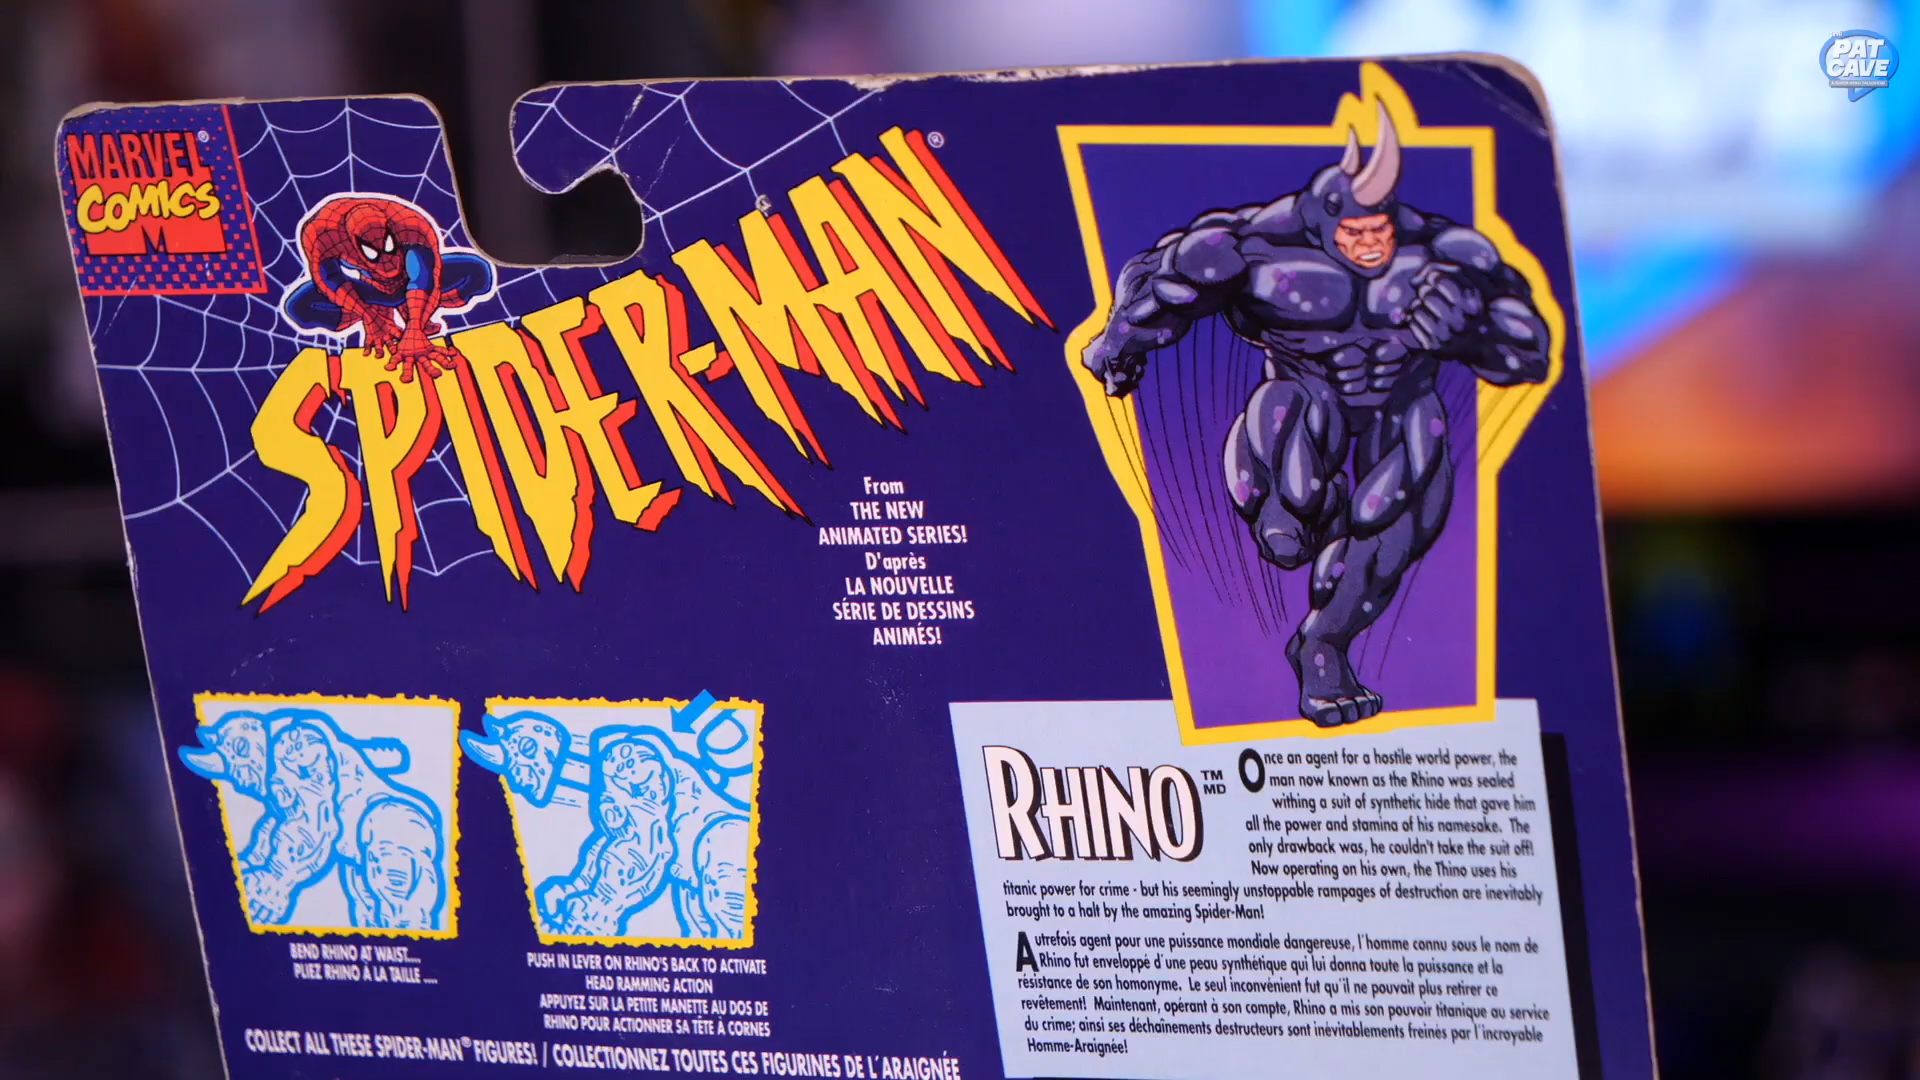 MARVEL®
COMICS
M
SPIDER-MAN®
From
THE NEW
ANIMATED SERIES!
D'après
LA NOUVELLE
SÉRIE DE DESSINS
ANIMÉS!
BEND RHINO AT WAIST....
PLIEZ RHINO À LA TAILLE ....
PUSH IN LEVER ON RHINO'S BACK TO ACTIVATE
HEAD RAMMING ACTION
APPUYEZ SUR LA PETITE MANETTE AU DOS DE
RHINO POUR ACTIONNER SA TÊTE À CORNES
COLLECT ALL THESE SPIDER-MAN® FIGURES! / COLLECTIONNEZ TOUTES CES FIGURINES DE L'ARAIGNÉE
RHINO
TM
MD
Once an agent for a hostile world power, the
man now known as the Rhino was sealed
withing a suit of synthetic hide that gave him
all the power and stamina of his namesake. The
only drawback was, he couldn't take the suit off!
Now operating on his own, the Thino uses his
titanic power for crime - but his seemingly unstoppable rampages of destruction are inevitably
brought to a halt by the amazing Spider-Man!
Autrefois agent pour une puissance mondiale dangereuse, l'homme connu sous le nom de
Rhino fut enveloppé d'une peau synthétique qui lui donna toute la puissance et la
résistance de son homonyme. Le seul inconvénient fut qu'il ne pouvait plus retirer ce
revêtement! Maintenant, opérant à son compte, Rhino a mis son pouvoir titanique au service
du crime; ainsi ses déchaînements destructeurs sont inévitablements freinés par l'incroyable
Homme-Araignée!
THE
PAT
CAVE